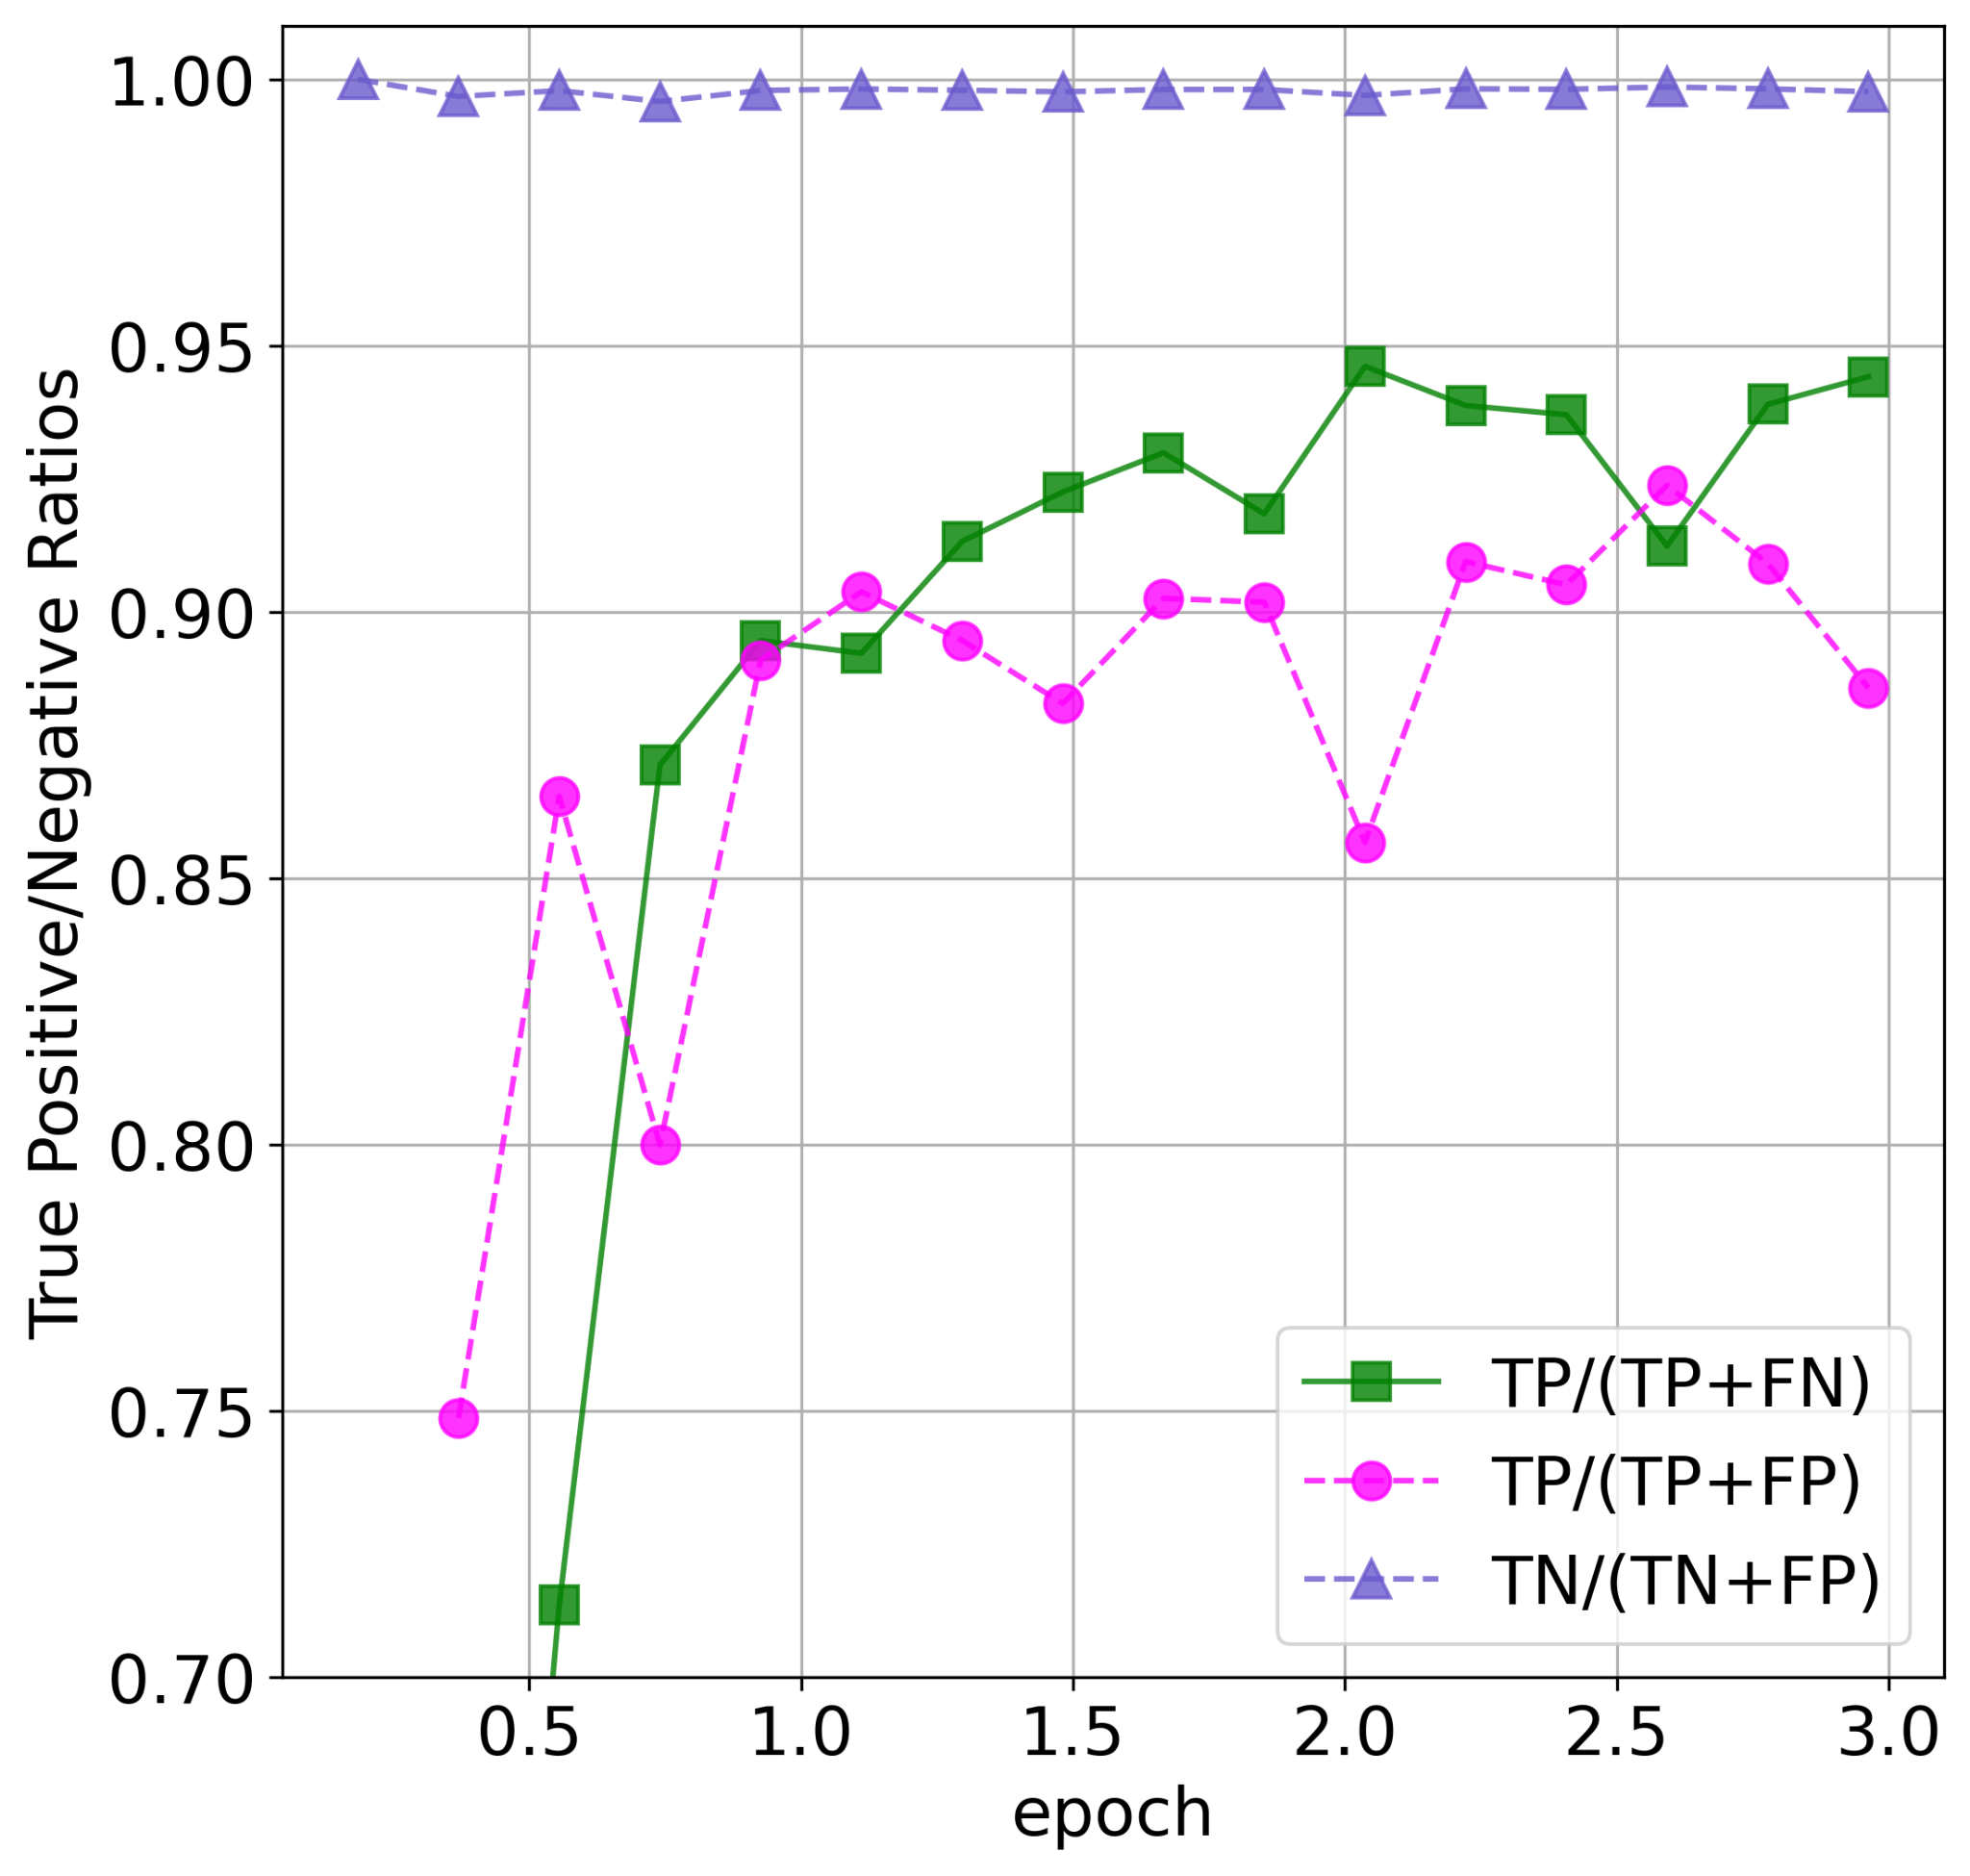 True Positive/Negative Ratios
1.00
0.95
0.90
0.85
0.80
0.75
0.70
TP/(TP+FN)
TP/(TP+FP)
TN/(TN+FP)
0.5 1.0 1.5 2.0 2.5 3.0
epoch